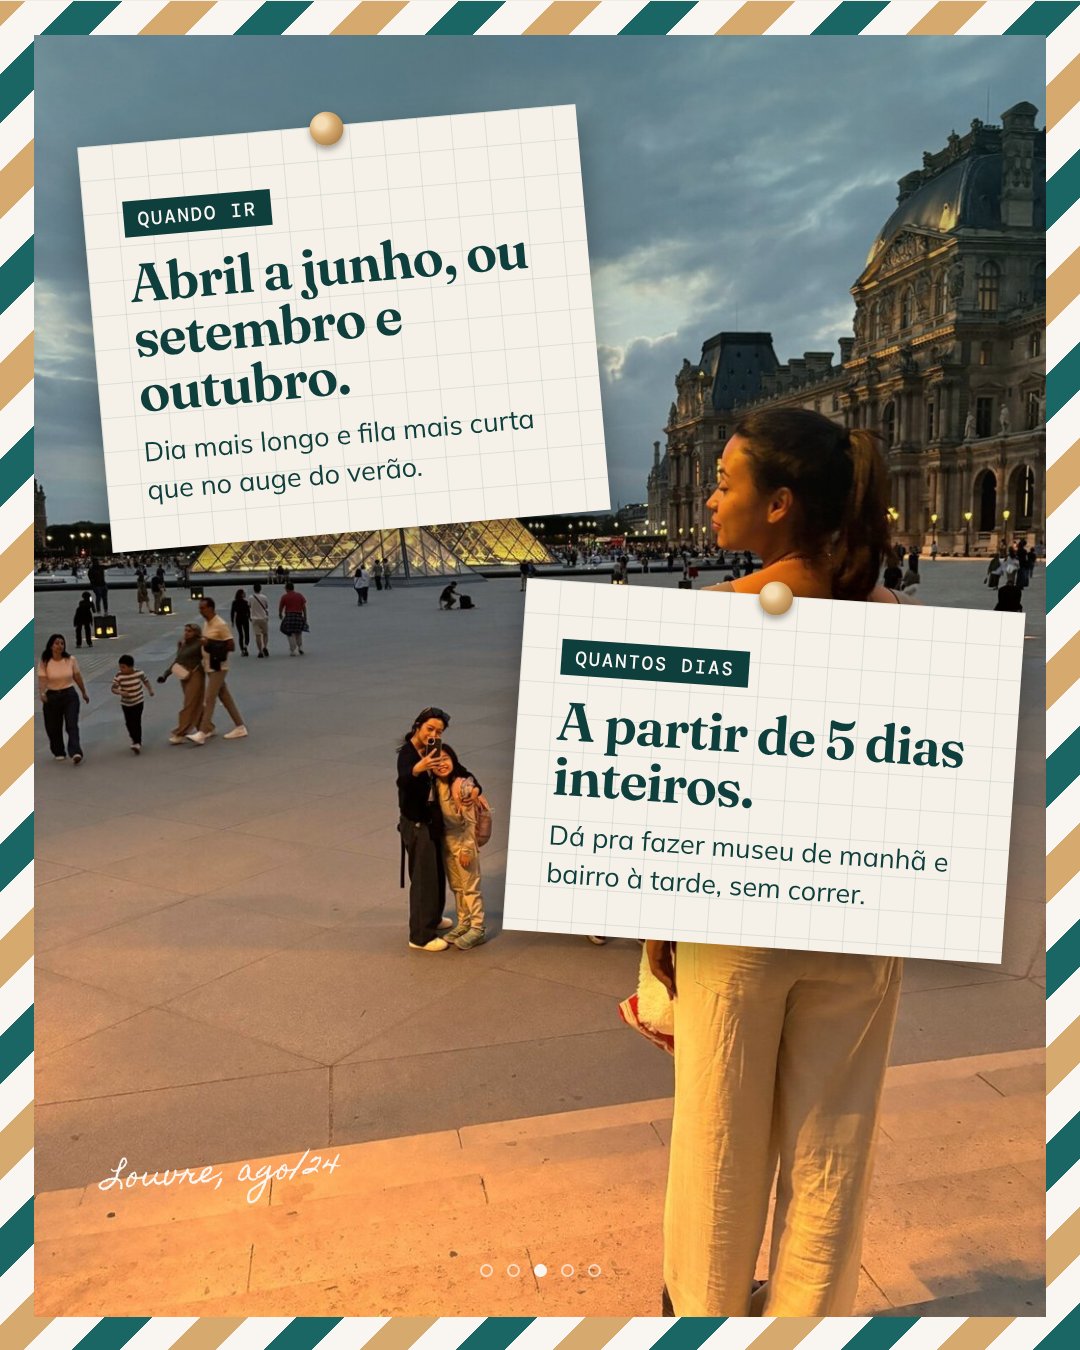 QUANDO IR
Abril a junho, ou
setembro e
outubro.
Dia mais longo e fila mais curta
que no auge do verão.
QUANTOS DIAS
A partir de 5 dias
inteiros.
Dá pra fazer museu de manhã e
bairro à tarde, sem correr.
Louvre, ago/24